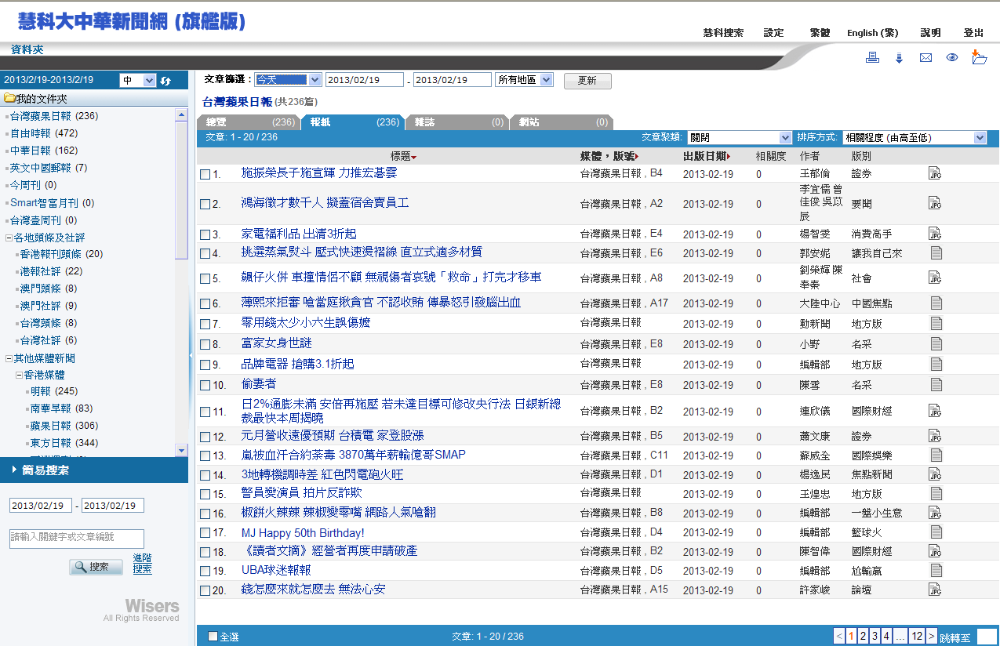 慧科大中華新聞網 (旗艦版)
慧科搜索 設定 繁體 English (繁) 說明 登出
資料夾
2013/2/19-2013/2/19 中
我的文件夾
台灣蘋果日報 (236)
自由時報 (472)
中華日報 (162)
英文中國郵報 (7)
今周刊 (0)
Smart智富月刊 (0)
台灣壹周刊 (0)
各地頭條及社評
香港報刊頭條 (20)
港報社評 (22)
澳門頭條 (8)
澳門社評 (9)
台灣頭條 (8)
台灣社評 (6)
其他媒體新聞
香港媒體
明報 (245)
南華早報 (83)
蘋果日報 (306)
東方日報 (344)
簡易搜索
2013/02/19 - 2013/02/19
請輸入關鍵字或文章編號
搜索 進階搜索
Wisers
All Rights Reserved
文章篩選： 今天 2013/02/19 - 2013/02/19 所有地區 更新
台灣蘋果日報 (共236篇)
總覽 (236) 報紙 (236) 雜誌 (0) 網站 (0)
文章: 1 - 20 / 236 文章聚類: 關閉 排序方式: 相關程度 (由高至低)
標題 媒體，版號 出版日期 相關度 作者 版別
1. 施振榮長子施宣輝 力推宏碁雲 台灣蘋果日報, B4 2013-02-19 0 王郁倫 證券 JPG
2. 鴻海徵才數千人 擬蓋宿舍賣員工 台灣蘋果日報, A2 2013-02-19 0 李宜儒 曾佳俊 吳苡辰 要聞 JPG
3. 家電福利品 出清3折起 台灣蘋果日報, E4 2013-02-19 0 楊智雯 消費高手 JPG
4. 挑選蒸氣熨斗 壓式快速燙褶線 直立式適多材質 台灣蘋果日報, E6 2013-02-19 0 郭安妮 讓我自己來
5. 飆仔火併 車撞情侶不顧 無視傷者哀號「救命」打完才移車 台灣蘋果日報, A8 2013-02-19 0 劉榮輝 陳奉秦 社會 JPG
6. 薄熙來拒審 嗆當庭揪貪官 不認收賄 傳暴怒引發腦出血 台灣蘋果日報, A17 2013-02-19 0 大陸中心 中國焦點
7. 零用錢太少小六生誤傷嬤 台灣蘋果日報 2013-02-19 0 動新聞 地方版
8. 富家女身世謎 台灣蘋果日報, E8 2013-02-19 0 小野 名采
9. 品牌電器 搶購3.1折起 台灣蘋果日報 2013-02-19 0 編輯部 地方版
10. 偷妻者 台灣蘋果日報, E8 2013-02-19 0 陳雪 名采
11. 日2%通膨未滿 安倍再施壓 若未達目標可修改央行法 日銀新總裁最快本周揭曉 台灣蘋果日報, B2 2013-02-19 0 連欣儀 國際財經 JPG
12. 元月營收遠優預期 台積電 家登股漲 台灣蘋果日報, B5 2013-02-19 0 蕭文康 證券 JPG
13. 嵐被血汗合約荼毒 3870萬年薪輸億哥SMAP 台灣蘋果日報, C11 2013-02-19 0 蘇威全 國際娛樂
14. 3地轉機調時差 紅色閃電砲火旺 台灣蘋果日報, D1 2013-02-19 0 楊逸民 焦點新聞 JPG
15. 警員變演員 拍片反詐欺 台灣蘋果日報 2013-02-19 0 王煌忠 地方版
16. 椒餅火辣辣 辣椒變零嘴 網路人氣嗆翻 台灣蘋果日報, B8 2013-02-19 0 編輯部 一盤小生意 JPG
17. MJ Happy 50th Birthday! 台灣蘋果日報, D4 2013-02-19 0 編輯部 籃球火
18. 《讀者文摘》經營者再度申請破產 台灣蘋果日報, B2 2013-02-19 0 陳智偉 國際財經 JPG
19. UBA球迷報報 台灣蘋果日報, D5 2013-02-19 0 編輯部 尬輸贏
20. 錢怎麼來就怎麼去 無法心安 台灣蘋果日報, A15 2013-02-19 0 許家峻 論壇 JPG
全選 文章: 1 - 20 / 236 < 1 2 3 4 ... 12 > 跳轉至